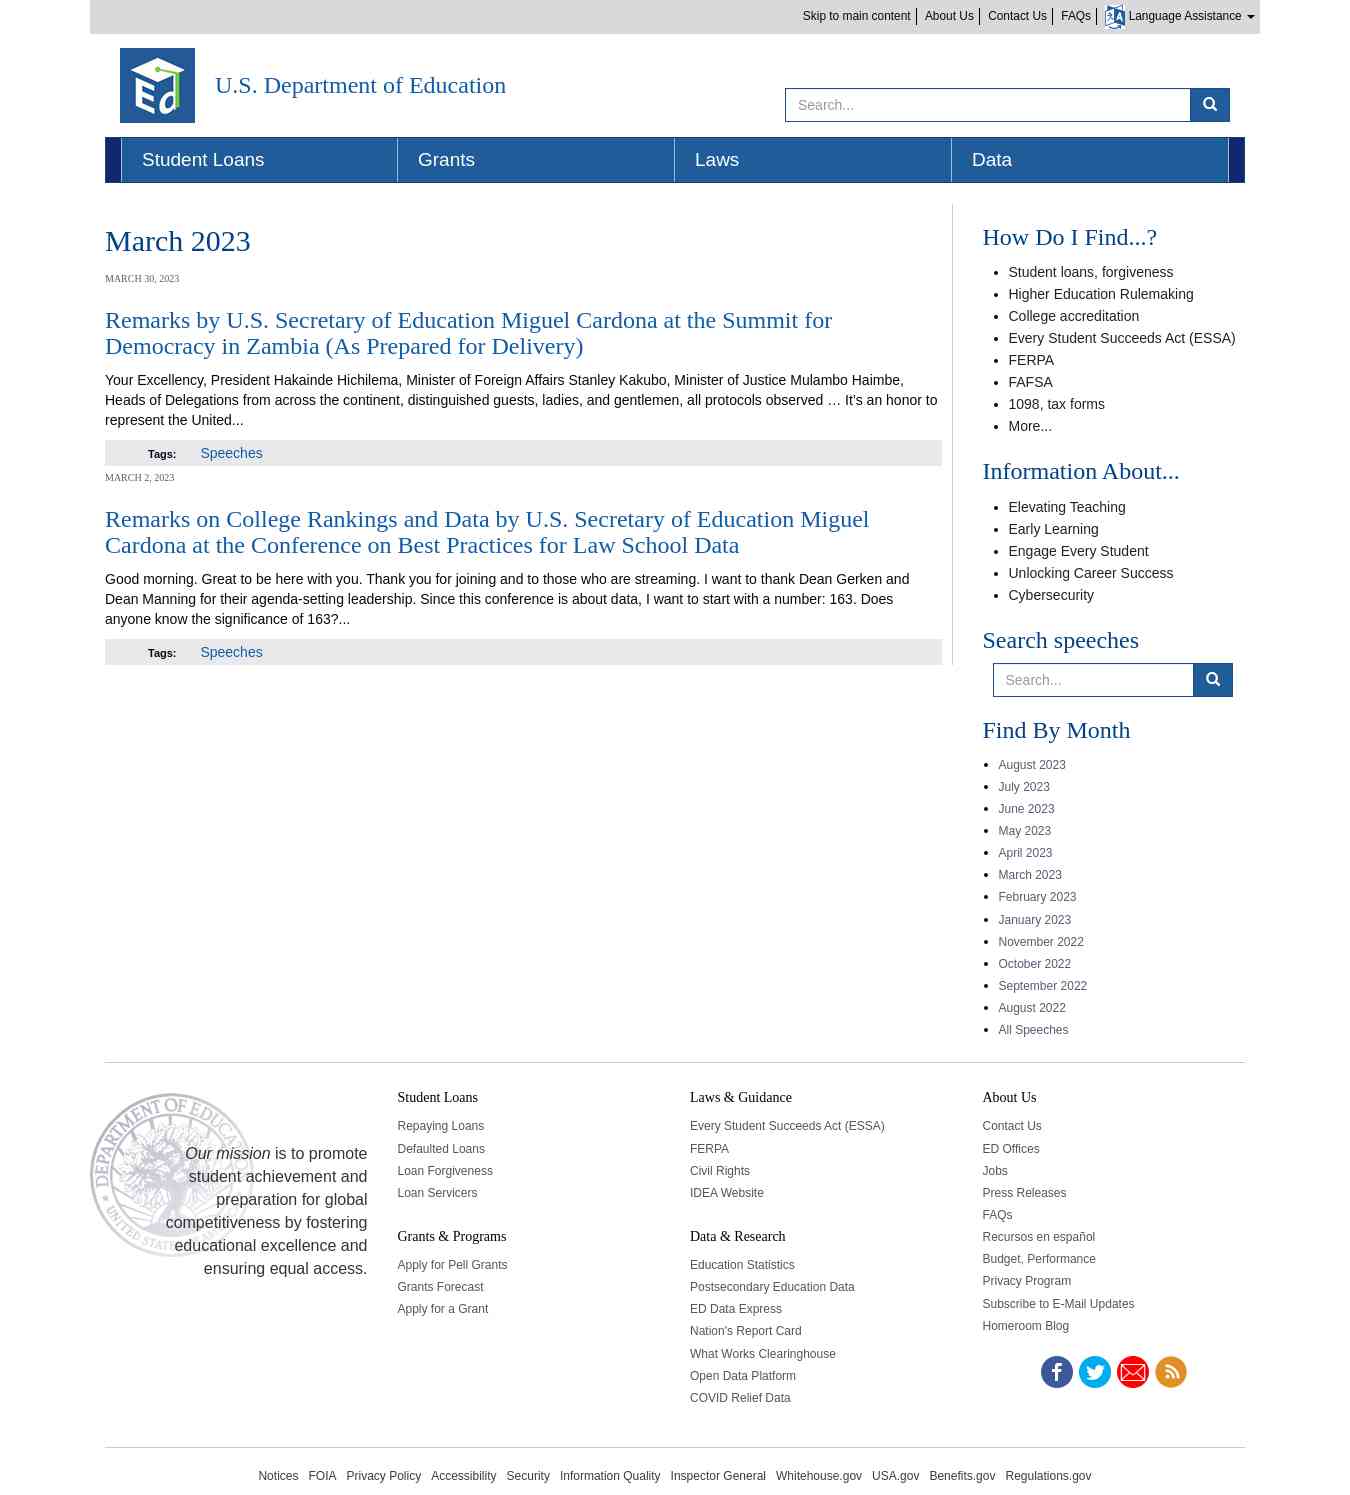 Skip to main content
About Us
Contact Us
FAQs
Language Assistance
Ed
U.S. Department of Education
Search...
Student Loans
Grants
Laws
Data
March 2023
MARCH 30, 2023
Remarks by U.S. Secretary of Education Miguel Cardona at the Summit for
Democracy in Zambia (As Prepared for Delivery)
Your Excellency, President Hakainde Hichilema, Minister of Foreign Affairs Stanley Kakubo, Minister of Justice Mulambo Haimbe,
Heads of Delegations from across the continent, distinguished guests, ladies, and gentlemen, all protocols observed … It's an honor to
represent the United...
Tags: Speeches
MARCH 2, 2023
Remarks on College Rankings and Data by U.S. Secretary of Education Miguel
Cardona at the Conference on Best Practices for Law School Data
Good morning. Great to be here with you. Thank you for joining and to those who are streaming. I want to thank Dean Gerken and
Dean Manning for their agenda-setting leadership. Since this conference is about data, I want to start with a number: 163. Does
anyone know the significance of 163?...
Tags: Speeches
How Do I Find...?
Student loans, forgiveness
Higher Education Rulemaking
College accreditation
Every Student Succeeds Act (ESSA)
FERPA
FAFSA
1098, tax forms
More...
Information About...
Elevating Teaching
Early Learning
Engage Every Student
Unlocking Career Success
Cybersecurity
Search speeches
Search...
Find By Month
August 2023
July 2023
June 2023
May 2023
April 2023
March 2023
February 2023
January 2023
November 2022
October 2022
September 2022
August 2022
All Speeches
Our mission is to promote
student achievement and
preparation for global
competitiveness by fostering
educational excellence and
ensuring equal access.
Student Loans
Repaying Loans
Defaulted Loans
Loan Forgiveness
Loan Servicers
Grants & Programs
Apply for Pell Grants
Grants Forecast
Apply for a Grant
Laws & Guidance
Every Student Succeeds Act (ESSA)
FERPA
Civil Rights
IDEA Website
Data & Research
Education Statistics
Postsecondary Education Data
ED Data Express
Nation's Report Card
What Works Clearinghouse
Open Data Platform
COVID Relief Data
About Us
Contact Us
ED Offices
Jobs
Press Releases
FAQs
Recursos en español
Budget, Performance
Privacy Program
Subscribe to E-Mail Updates
Homeroom Blog
Notices FOIA Privacy Policy Accessibility Security Information Quality Inspector General Whitehouse.gov USA.gov Benefits.gov Regulations.gov